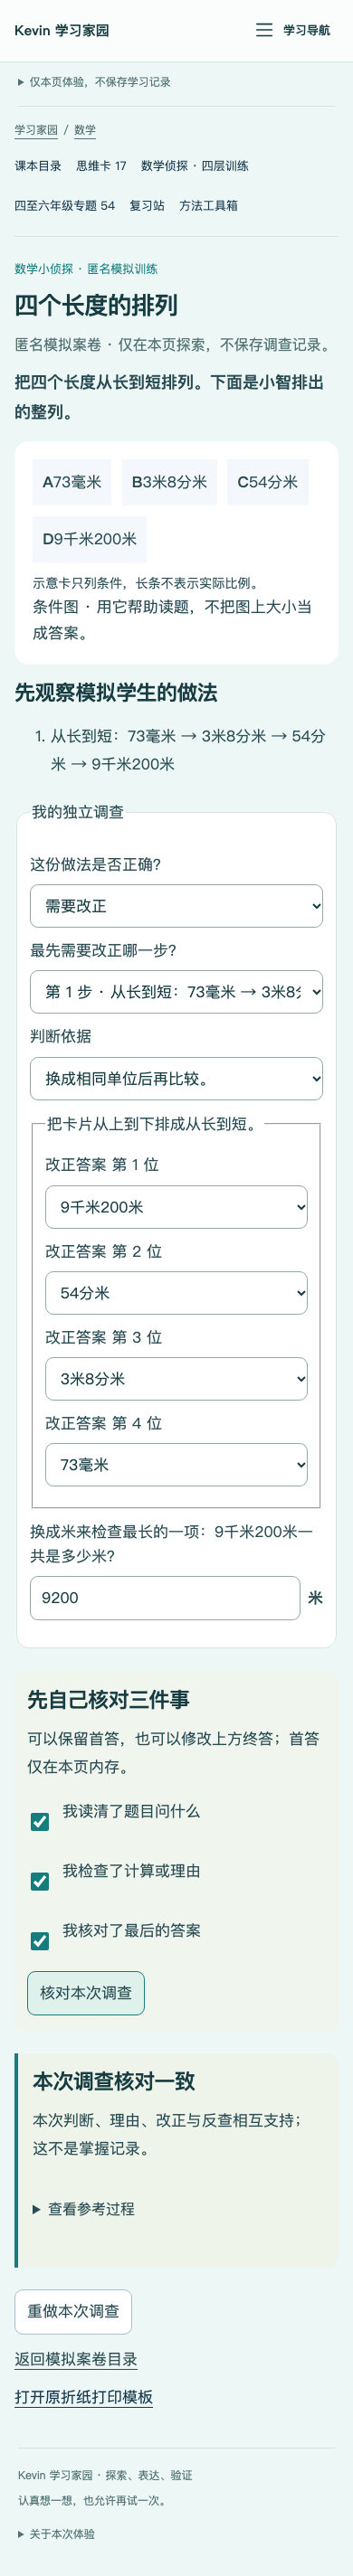 Kevin 学习家园
学习导航
▶ 仅本页体验，不保存学习记录
学习家园 / 数学
课本目录 思维卡 17 数学侦探 · 四层训练
四至六年级专题 54 复习站 方法工具箱
数学小侦探 · 匿名模拟训练
四个长度的排列
匿名模拟案卷 · 仅在本页探索，不保存调查记录。
把四个长度从长到短排列。下面是小智排出
的整列。
A73毫米 B3米8分米 C54分米
D9千米200米
示意卡只列条件，长条不表示实际比例。
条件图 · 用它帮助读题，不把图上大小当
成答案。
先观察模拟学生的做法
1. 从长到短：73毫米 → 3米8分米 → 54分
米 → 9千米200米
我的独立调查
这份做法是否正确？
需要改正
最先需要改正哪一步？
第 1 步 · 从长到短：73毫米 → 3米8
判断依据
换成相同单位后再比较。
把卡片从上到下排成从长到短。
改正答案 第 1 位
9千米200米
改正答案 第 2 位
54分米
改正答案 第 3 位
3米8分米
改正答案 第 4 位
73毫米
换成米来检查最长的一项：9千米200米一
共是多少米？
9200 米
先自己核对三件事
可以保留首答，也可以修改上方终答；首答
仅在本页内存。
我读清了题目问什么
我检查了计算或理由
我核对了最后的答案
核对本次调查
本次调查核对一致
本次判断、理由、改正与反查相互支持；
这不是掌握记录。
▶ 查看参考过程
重做本次调查
返回模拟案卷目录
打开原折纸打印模板
Kevin 学习家园 · 探索、表达、验证
认真想一想，也允许再试一次。
▶ 关于本次体验